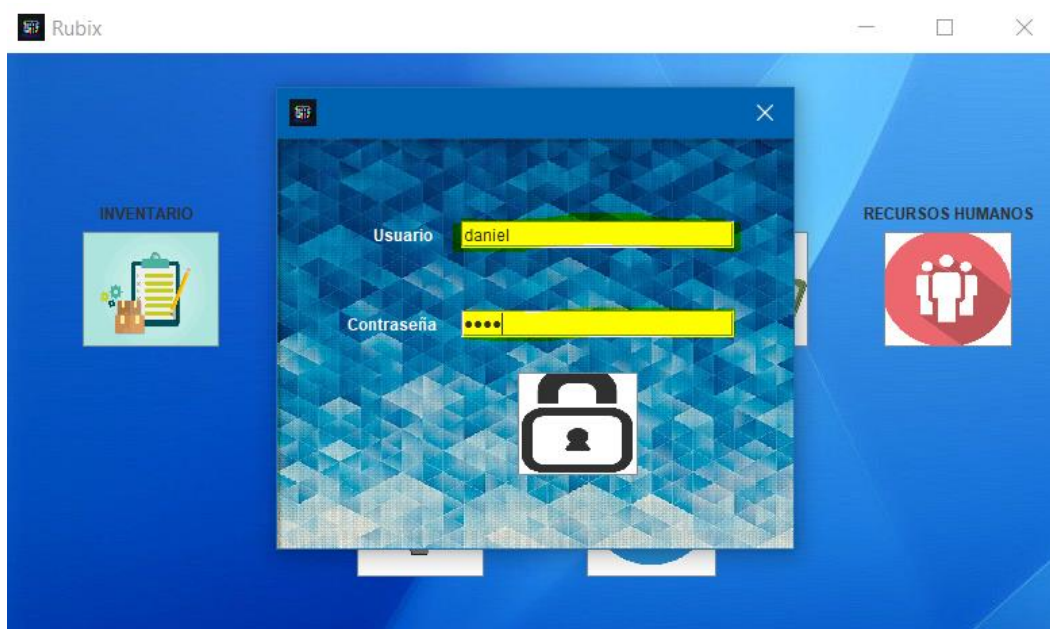 Rubix
INVENTARIO
RECURSOS HUMANOS
Usuario daniel
Contraseña ••••